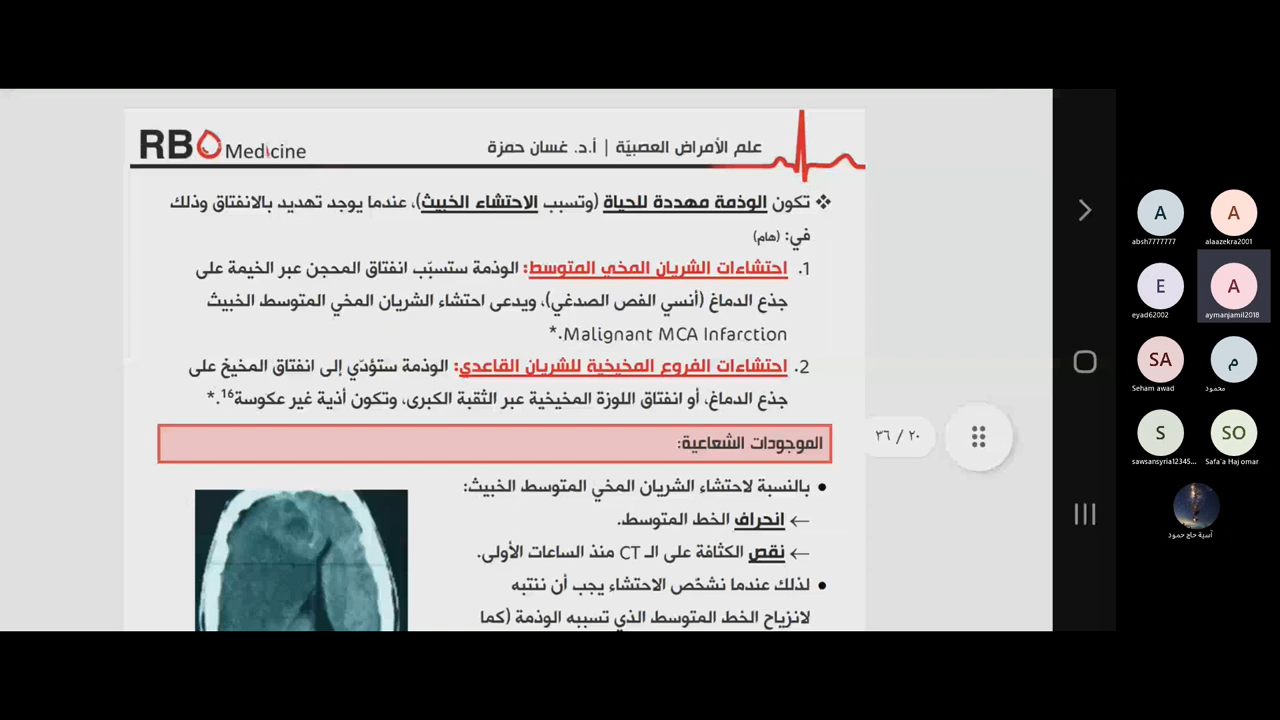 RB Medicine
علم الأمراض العصبيّة | أ.د. غسان حمزة
❖ تكون الوذمة مهددة للحياة (وتسبب الاحتشاء الخبيث)، عندما يوجد تهديد بالانفتاق وذلك
في: (هام)
1. احتشاءات الشريان المخي المتوسط: الوذمة ستسبّب انفتاق المحجن عبر الخيمة على
جذع الدماغ (أنسي الفص الصدغي)، ويدعى احتشاء الشريان المخي المتوسط الخبيث
Malignant MCA Infarction.*
2. احتشاءات الفروع المخيخية للشريان القاعدي: الوذمة ستؤدّي إلى انفتاق المخيخ على
جذع الدماغ، أو انفتاق اللوزة المخيخية عبر الثقبة الكبرى، وتكون أذية غير عكوسة16.*
الموجودات الشعاعية:
● بالنسبة لاحتشاء الشريان المخي المتوسط الخبيث:
← انحراف الخط المتوسط.
← نقص الكثافة على الـ CT منذ الساعات الأولى.
● لذلك عندما نشخّص الاحتشاء يجب أن ننتبه
لانزياح الخط المتوسط الذي تسببه الوذمة (كما
٢٠ / ٣٦
A
absh7777777
A
alaazekra2001
E
eyad62002
A
aymanjamil2018
SA
Seham awad
م
محمود
S
sawsansyria12345...
SO
Safa'a Haj omar
آسية حاج حمود